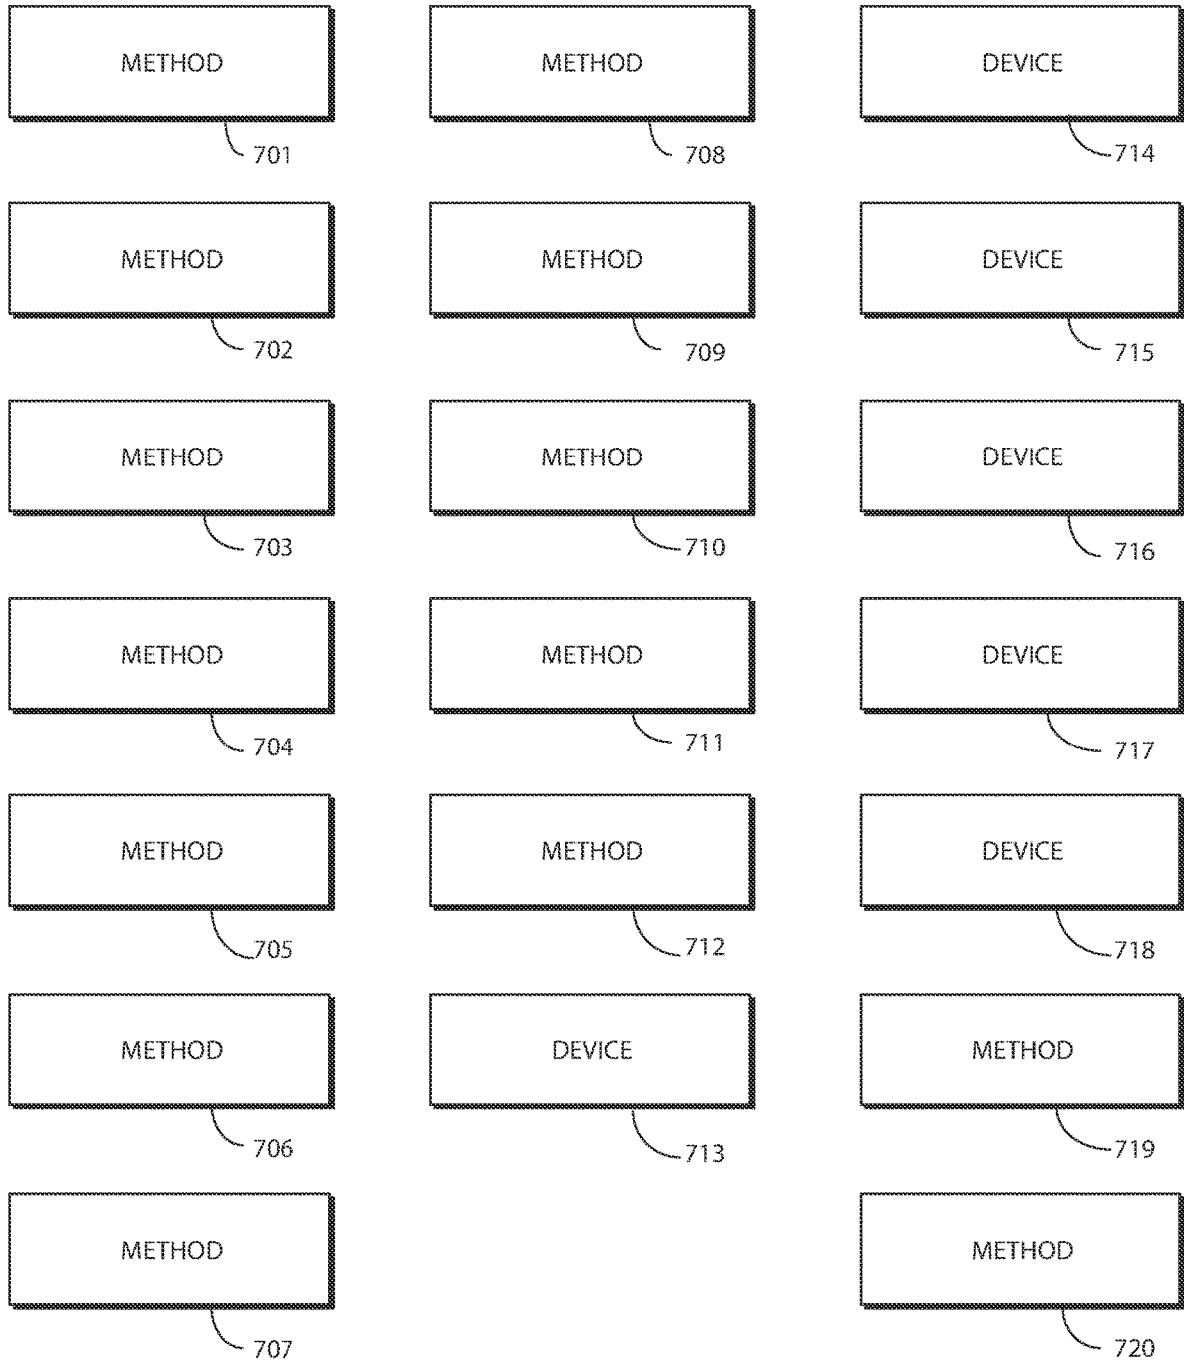 METHOD
701
METHOD
702
METHOD
703
METHOD
704
METHOD
705
METHOD
706
METHOD
707
METHOD
708
METHOD
709
METHOD
710
METHOD
711
METHOD
712
DEVICE
713
DEVICE
714
DEVICE
715
DEVICE
716
DEVICE
717
DEVICE
718
METHOD
719
METHOD
720